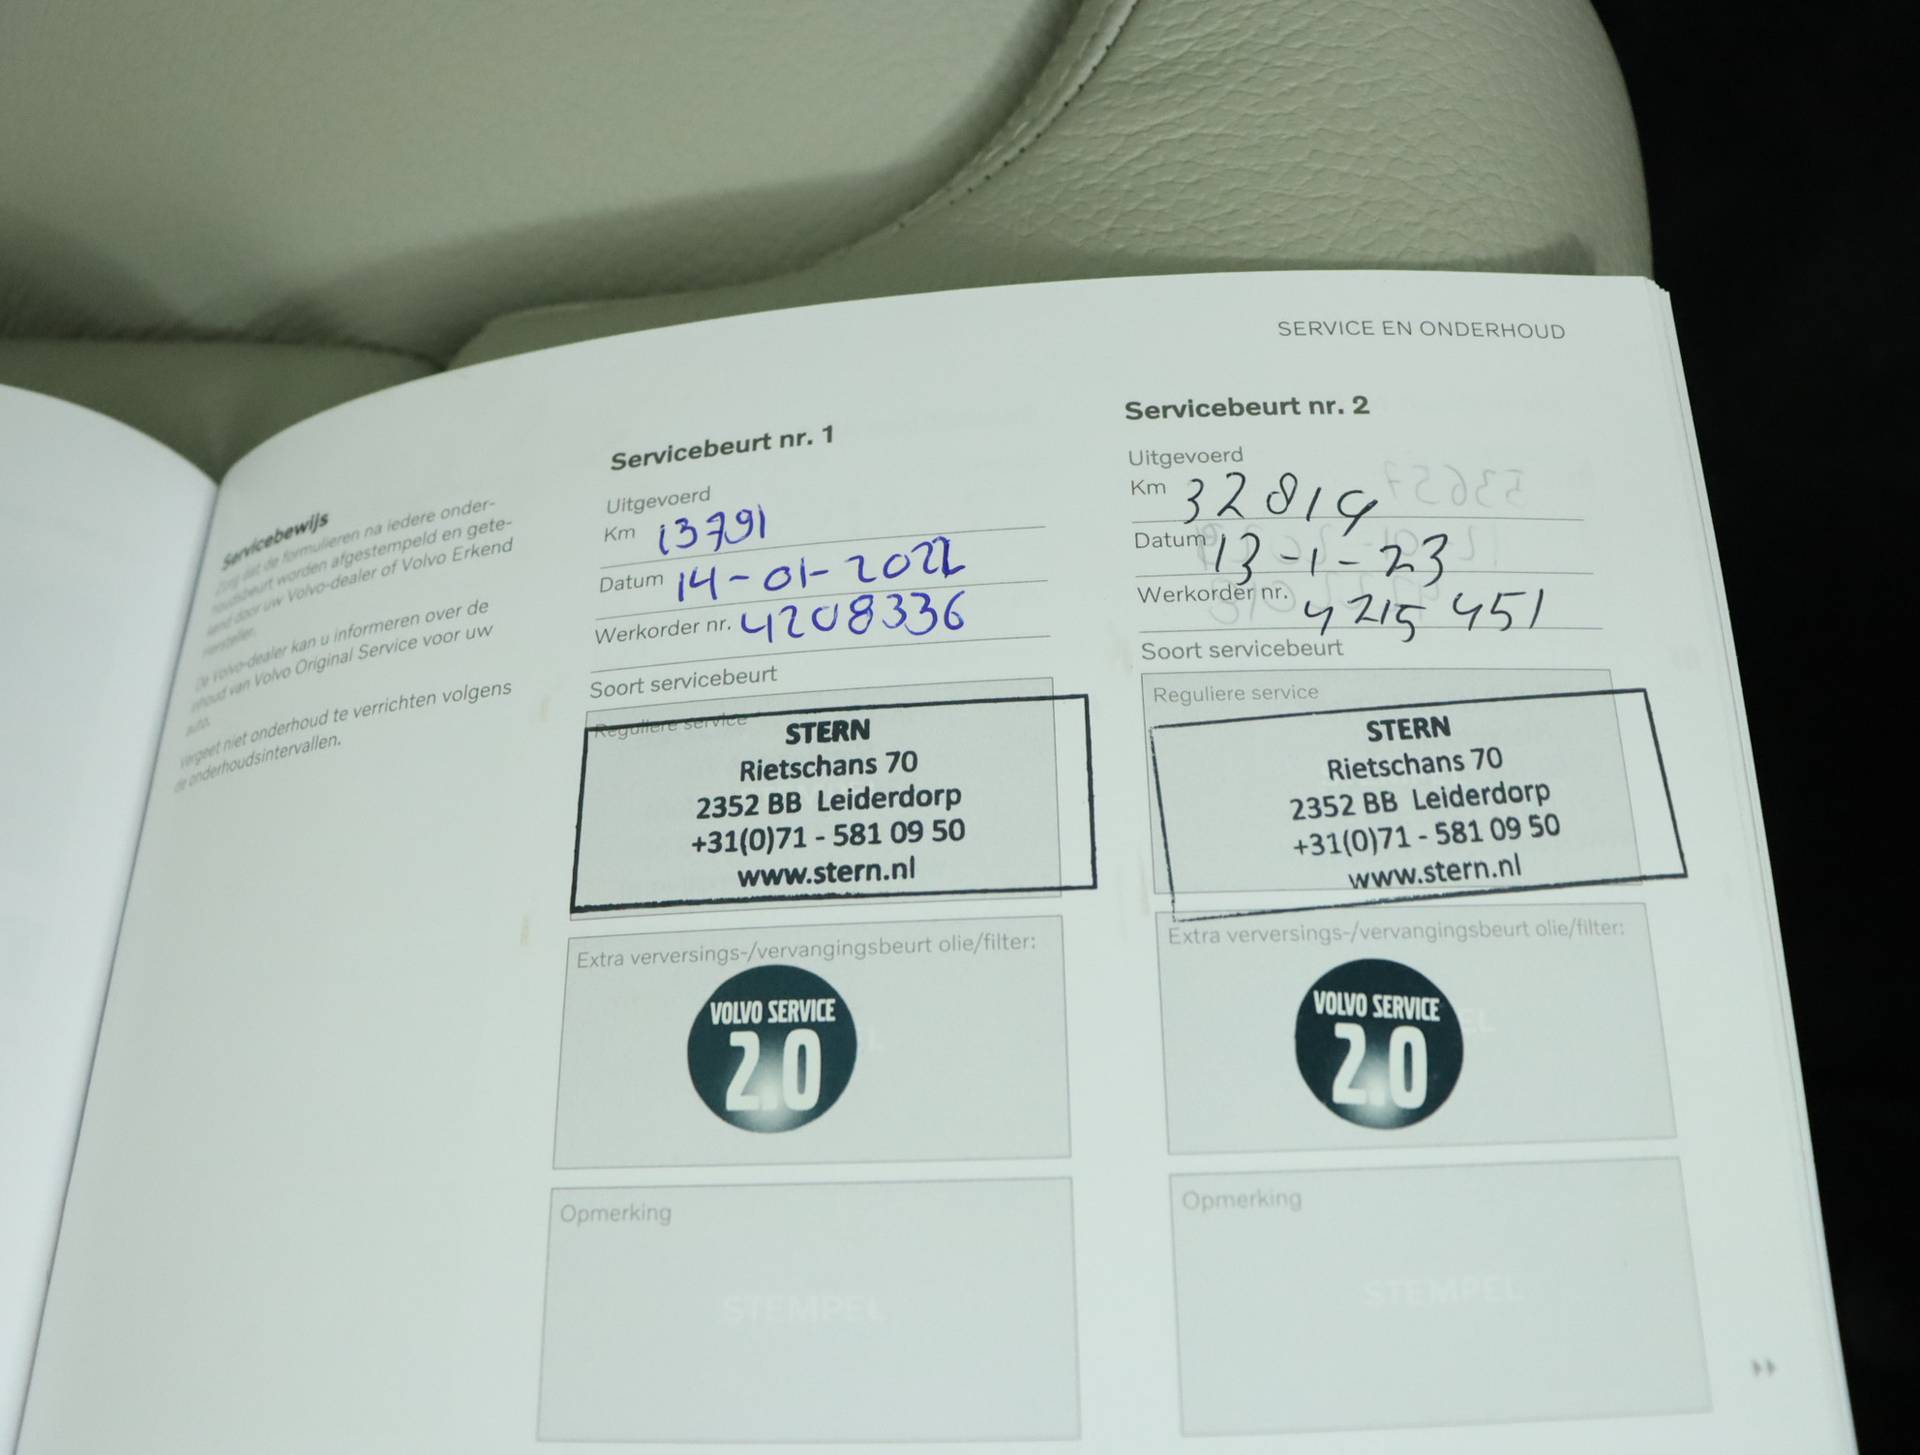 SERVICE EN ONDERHOUD
Servicebewijs
Zorg dat de formulieren na iedere onder-
houdsbeurt worden afgestempeld en gete-
kend door uw Volvo-dealer of Volvo Erkend
Hersteller.
De Volvo-dealer kan u informeren over de
inhoud van Volvo Original Service voor uw
auto.
Vergeet niet onderhoud te verrichten volgens
de onderhoudsintervallen.
Servicebeurt nr. 1
Uitgevoerd
Km 13791
Datum 14-01-2022
Werkorder nr. 4208336
Soort servicebeurt
Reguliere service
STERN
Rietschans 70
2352 BB Leiderdorp
+31(0)71 - 581 09 50
www.stern.nl
Extra verversings-/vervangingsbeurt olie/filter:
VOLVO SERVICE
2.0
Opmerking
STEMPEL
Servicebeurt nr. 2
Uitgevoerd
Km 32819
Datum 13-1-23
Werkorder nr. 4215451
Soort servicebeurt
Reguliere service
STERN
Rietschans 70
2352 BB Leiderdorp
+31(0)71 - 581 09 50
www.stern.nl
Extra verversings-/vervangingsbeurt olie/filter:
VOLVO SERVICE
2.0
Opmerking
STEMPEL